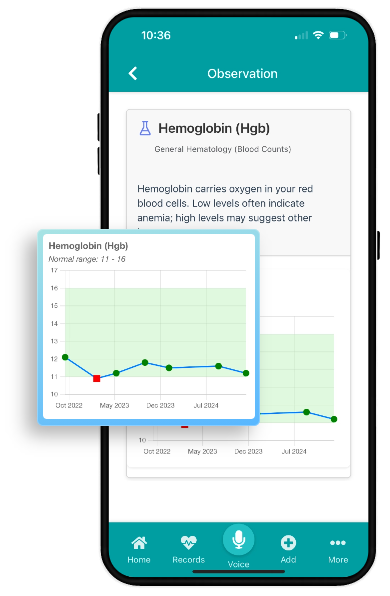 10:36
Observation
Hemoglobin (Hgb)
General Hematology (Blood Counts)
Hemoglobin carries oxygen in your red
blood cells. Low levels often indicate
anemia; high levels may suggest other
Hemoglobin (Hgb)
Normal range: 11 - 16
17
16
15
14
13
12
11
10
Oct 2022 May 2023 Dec 2023 Jul 2024
10
Oct 2022 May 2023 Dec 2023 Jul 2024
Home Records Voice Add More